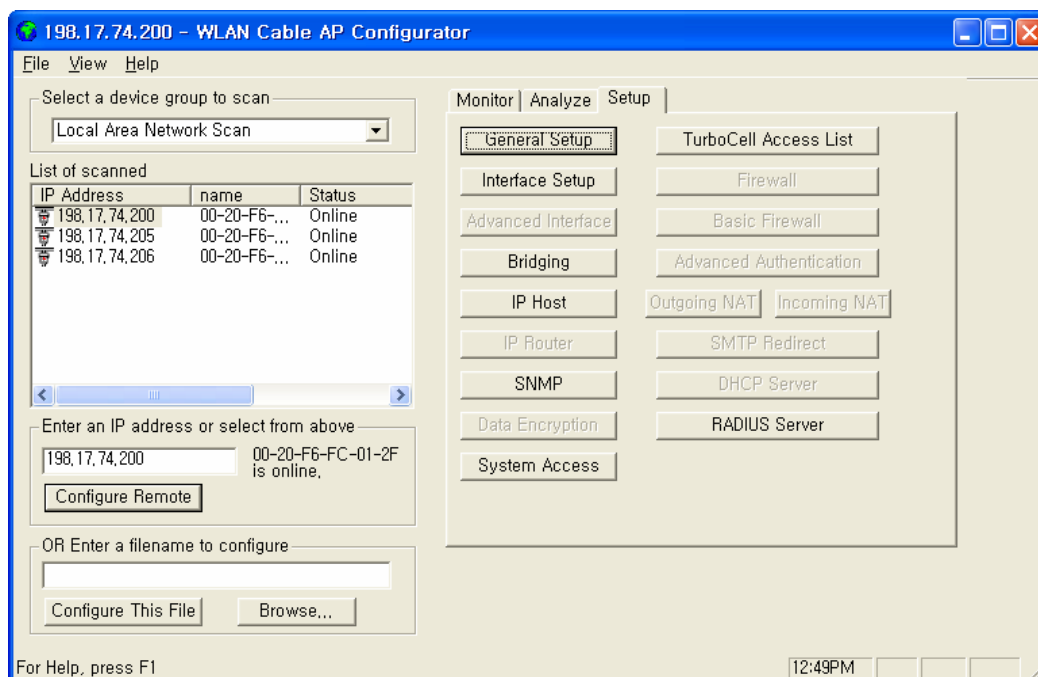 198.17.74.200 - WLAN Cable AP Configurator
File View Help
Select a device group to scan
Local Area Network Scan
List of scanned
IP Address name Status
198,17,74,200 00-20-F6-,,, Online
198,17,74,205 00-20-F6-,,, Online
198,17,74,206 00-20-F6-,,, Online
Enter an IP address or select from above
198,17,74,200
00-20-F6-FC-01-2F
is online,
Configure Remote
OR Enter a filename to configure
Configure This File Browse,,,
Monitor Analyze Setup
General Setup TurboCell Access List
Interface Setup Firewall
Advanced Interface Basic Firewall
Bridging Advanced Authentication
IP Host Outgoing NAT Incoming NAT
IP Router SMTP Redirect
SNMP DHCP Server
Data Encryption RADIUS Server
System Access
For Help, press F1 12:49PM